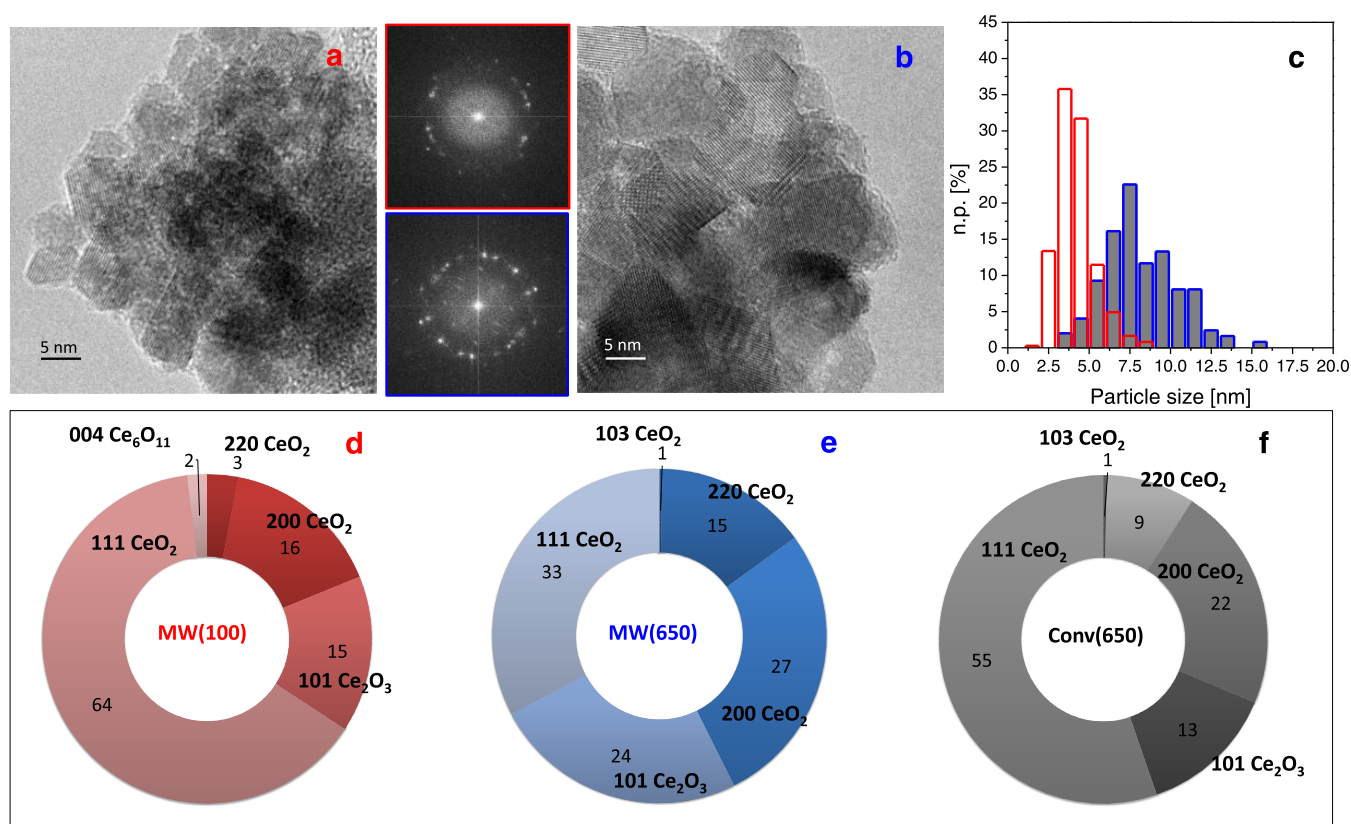 a
5 nm
b
5 nm
c
n.p. [%]
45
40
35
30
25
20
15
10
5
0
0.0 2.5 5.0 7.5 10.0 12.5 15.0 17.5 20.0
Particle size [nm]
d
004 Ce₆O₁₁
2
220 CeO₂
3
200 CeO₂
16
111 CeO₂
MW(100)
15
101 Ce₂O₃
64
e
103 CeO₂
1
220 CeO₂
15
111 CeO₂
33
MW(650)
27
200 CeO₂
24
101 Ce₂O₃
f
103 CeO₂
1
220 CeO₂
9
111 CeO₂
200 CeO₂
22
Conv(650)
55
13
101 Ce₂O₃